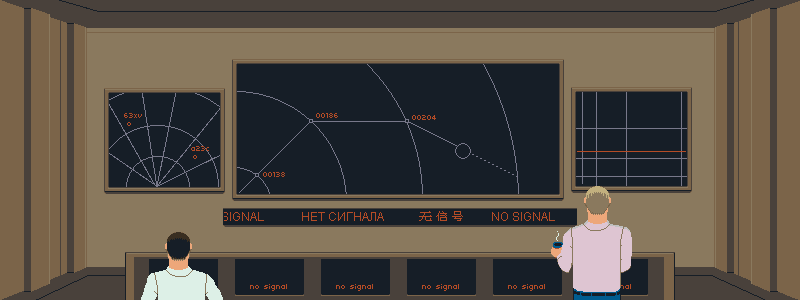 63xv
a23c
00186
00204
00138
SIGNAL НЕТ СИГНАЛА 无信号 NO SIGNAL
no signal no signal no signal no signal